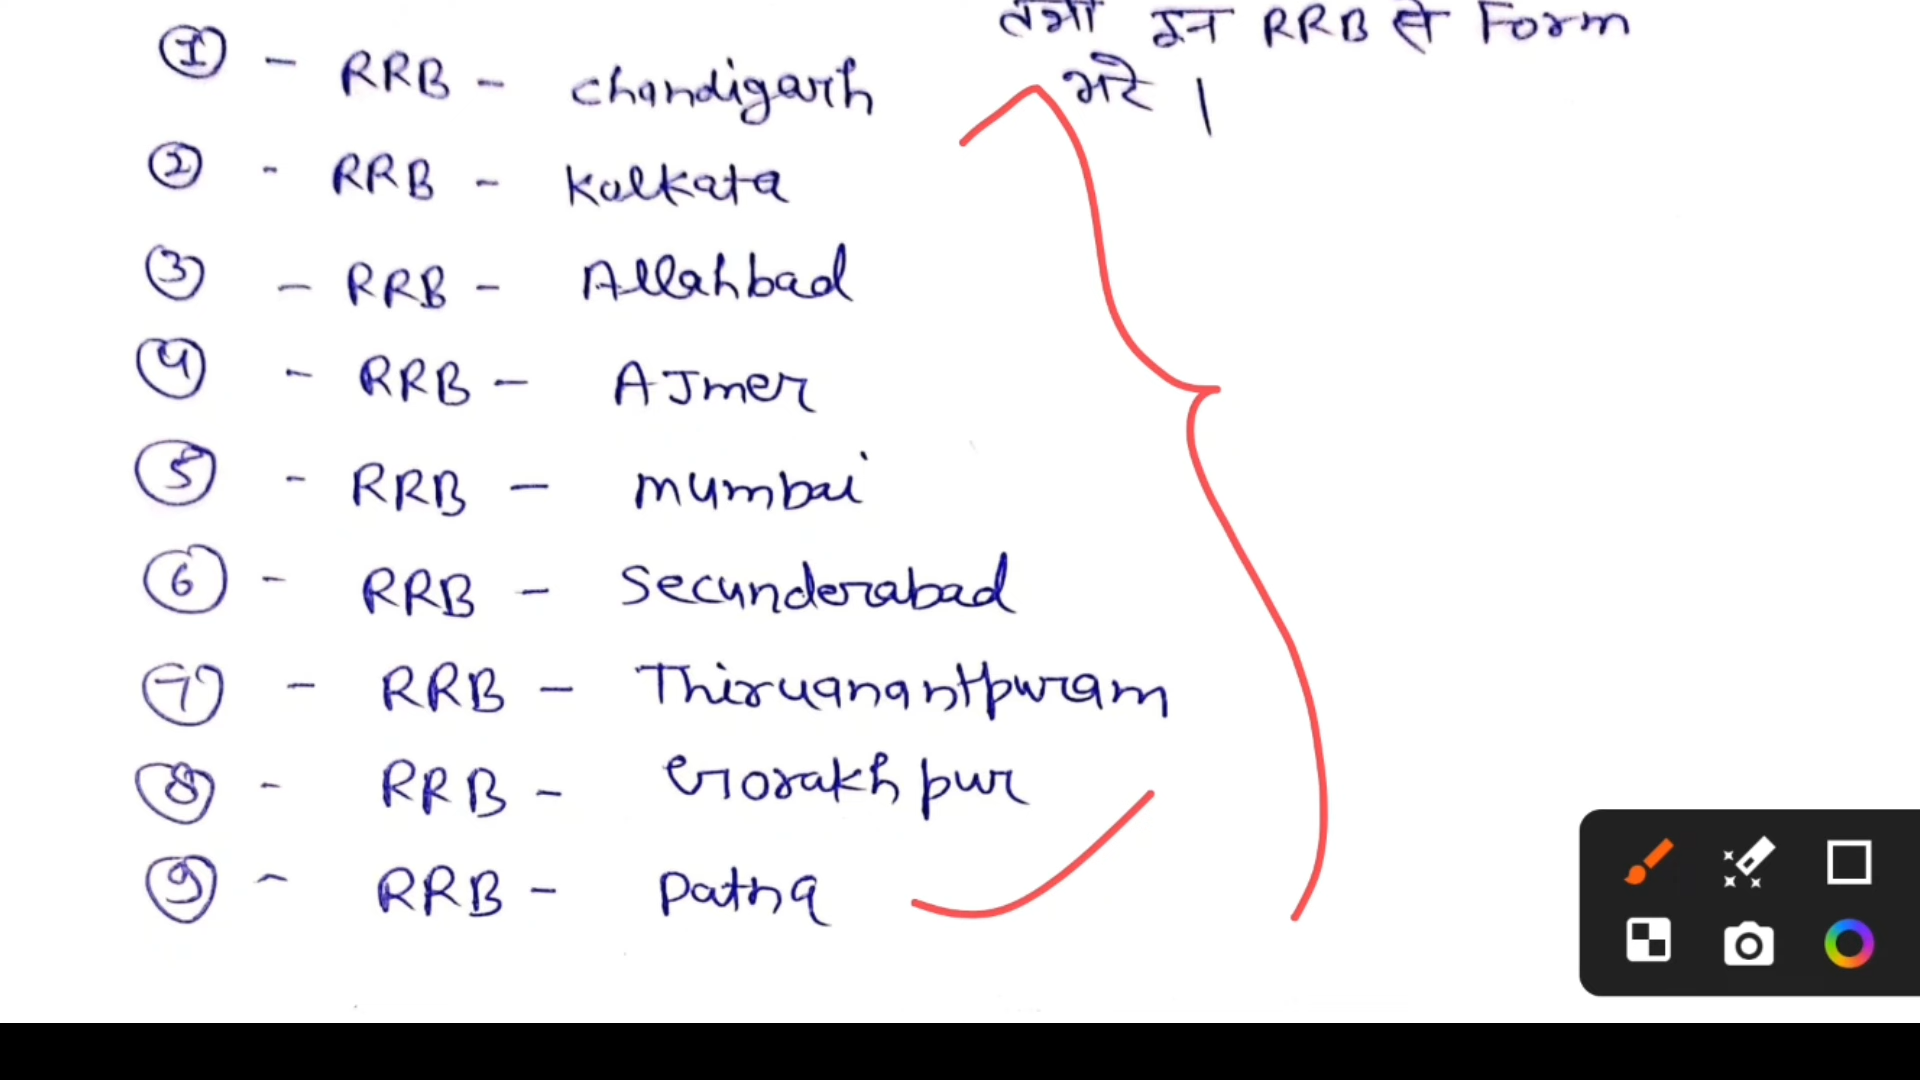 तभी इन RRB से Form
भरे |
① - RRB - Chandigarh
② - RRB - Kolkata
③ - RRB - Allahbad
④ - RRB - AJmer
⑤ - RRB - Mumbai
⑥ - RRB - Secunderabad
⑦ - RRB - Thiruanantpuram
⑧ - RRB - Gorakhpur
⑨ - RRB - Patna